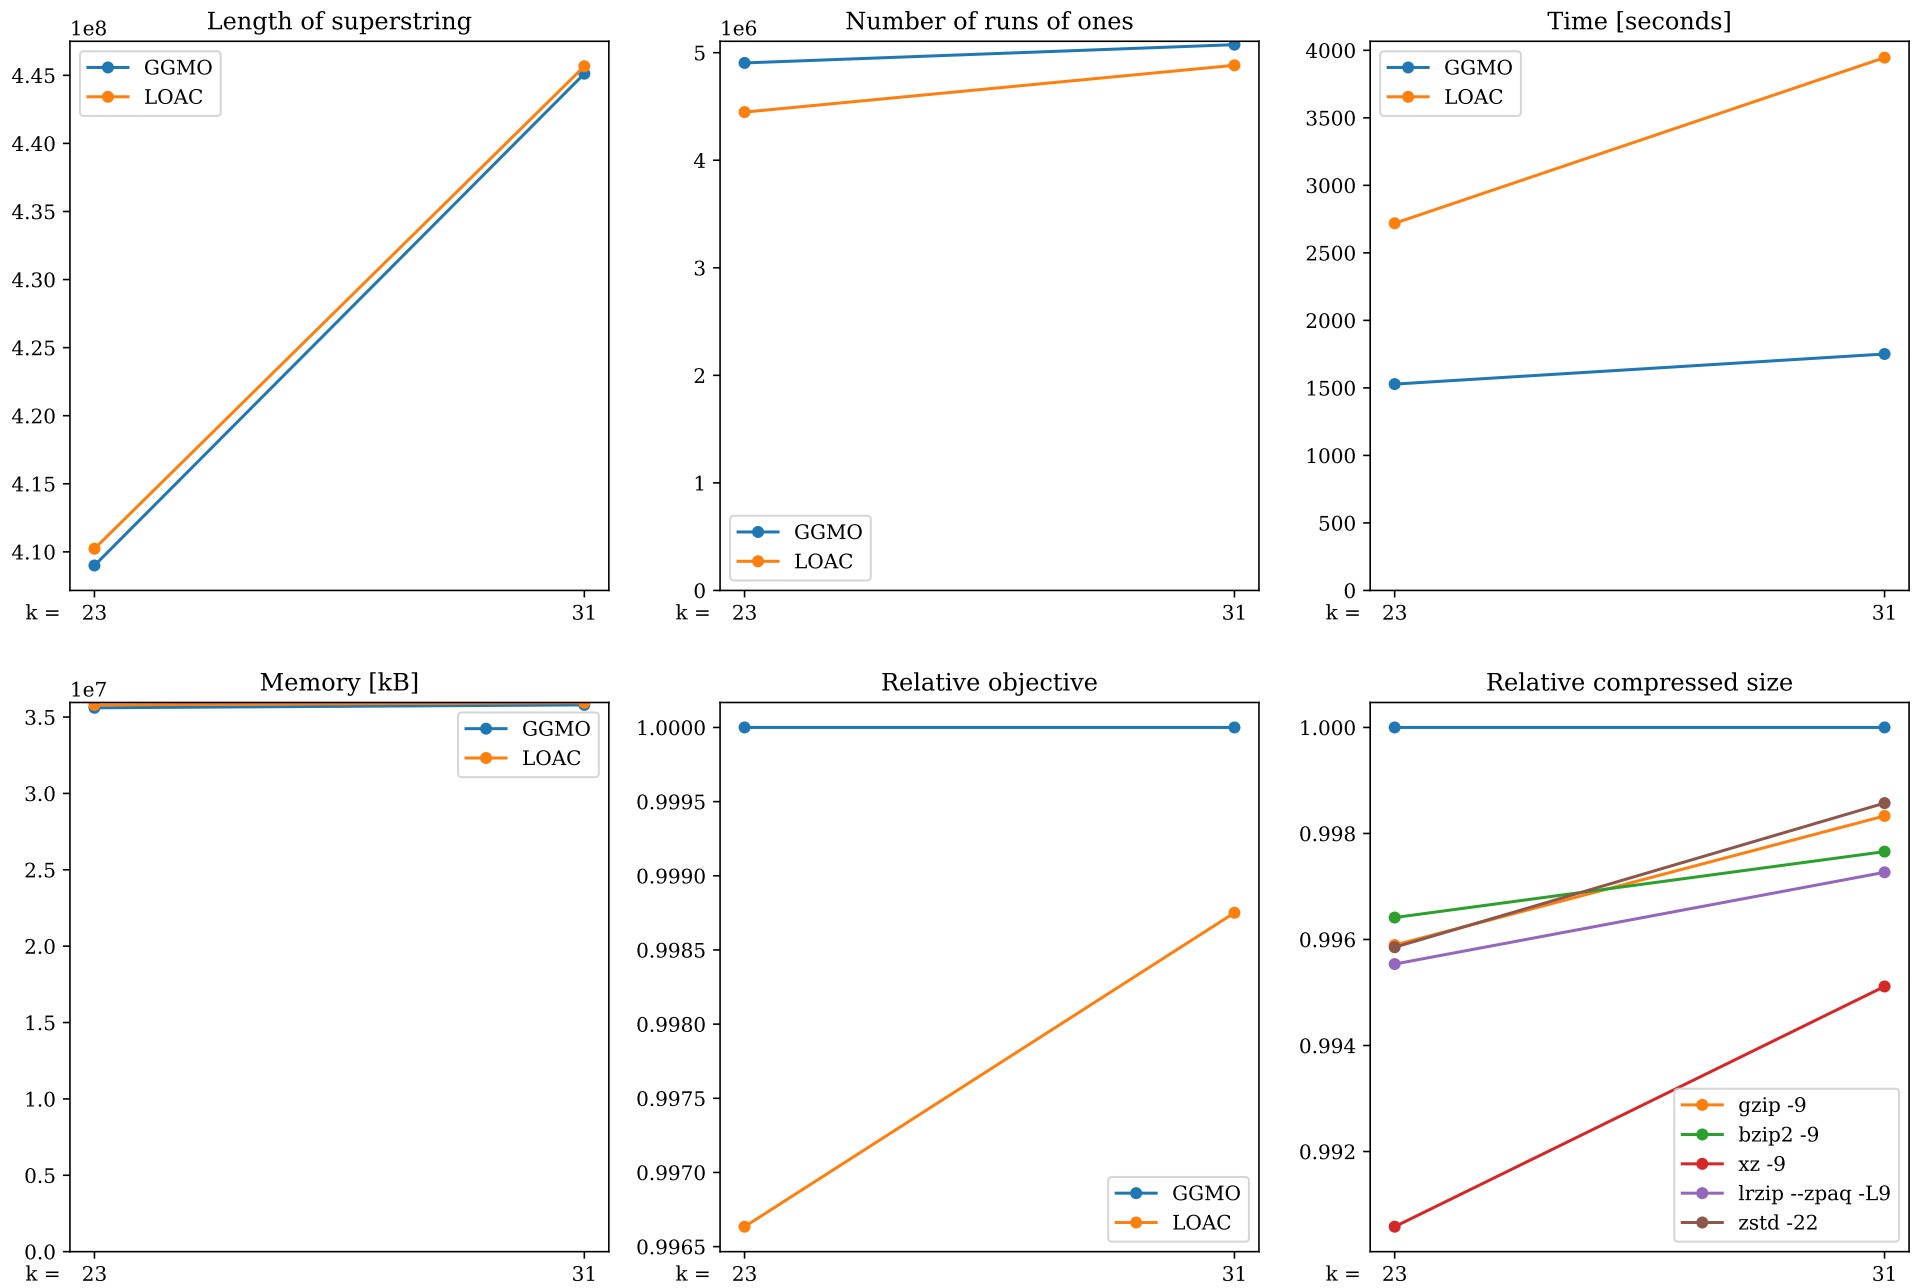 Length of superstring
1e8
4.45
4.40
4.35
4.30
4.25
4.20
4.15
4.10
GGMO
LOAC
k = 23 31
Number of runs of ones
1e6
5
4
3
2
1
0
GGMO
LOAC
k = 23 31
Time [seconds]
4000
3500
3000
2500
2000
1500
1000
500
0
GGMO
LOAC
k = 23 31
Memory [kB]
1e7
3.5
3.0
2.5
2.0
1.5
1.0
0.5
0.0
GGMO
LOAC
k = 23 31
Relative objective
1.0000
0.9995
0.9990
0.9985
0.9980
0.9975
0.9970
0.9965
GGMO
LOAC
k = 23 31
Relative compressed size
1.000
0.998
0.996
0.994
0.992
gzip -9
bzip2 -9
xz -9
lrzip --zpaq -L9
zstd -22
k = 23 31